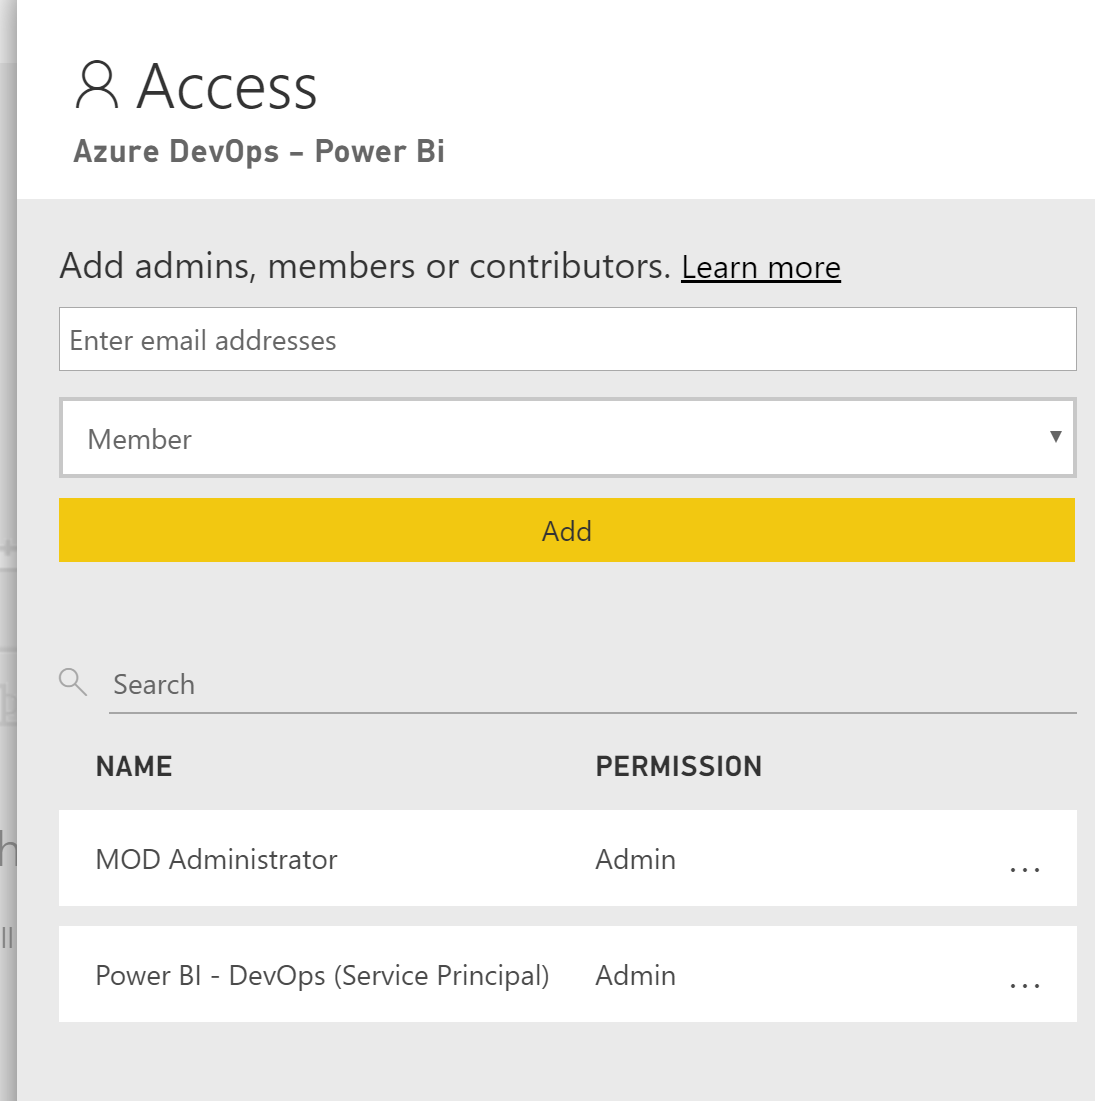 Access
Azure DevOps - Power Bi
Add admins, members or contributors. Learn more
Enter email addresses
Member
Add
Search
NAME PERMISSION
MOD Administrator Admin ...
Power BI - DevOps (Service Principal) Admin ...